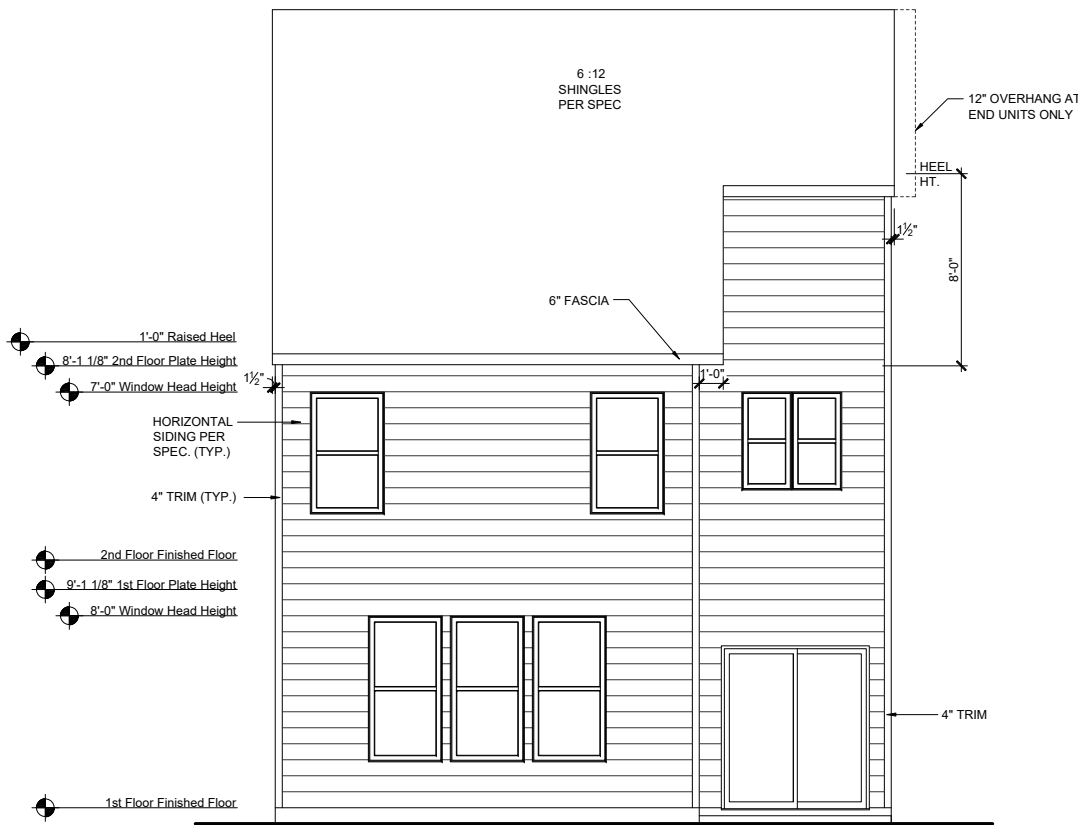 6 :12
SHINGLES
PER SPEC
12" OVERHANG AT
END UNITS ONLY
HEEL
HT.
1½"
8'-0"
6" FASCIA
1'-0" Raised Heel
8'-1 1/8" 2nd Floor Plate Height
7'-0" Window Head Height
1½"
1'-0"
HORIZONTAL
SIDING PER
SPEC. (TYP.)
4" TRIM (TYP.)
2nd Floor Finished Floor
9'-1 1/8" 1st Floor Plate Height
8'-0" Window Head Height
4" TRIM
1st Floor Finished Floor